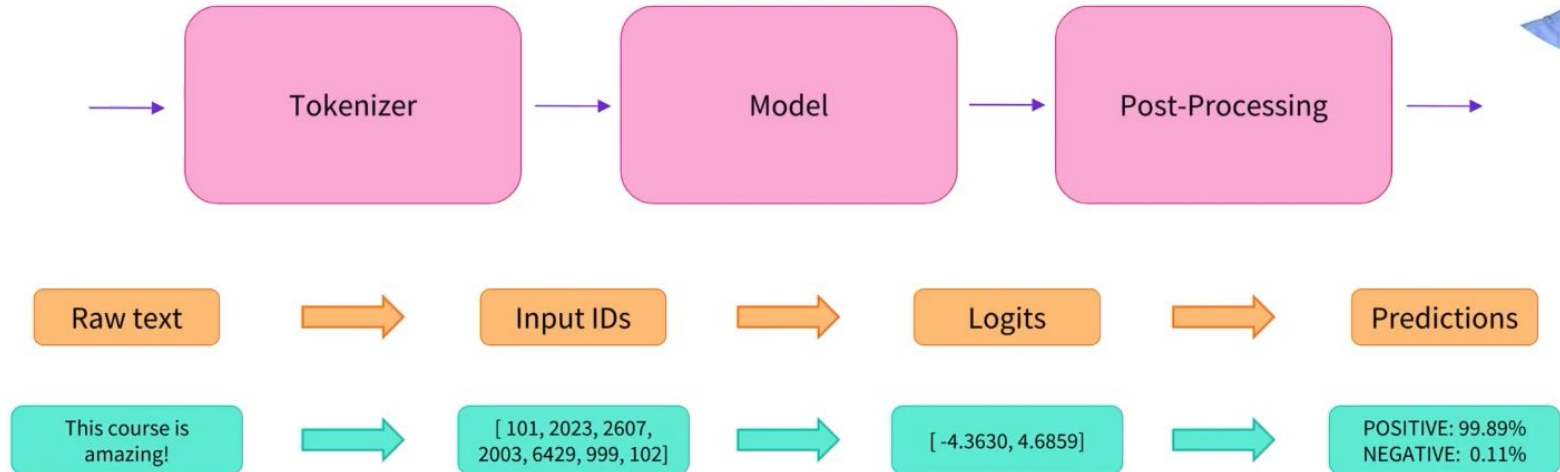 Tokenizer
Model
Post-Processing
Raw text
Input IDs
Logits
Predictions
This course is
amazing!
[ 101, 2023, 2607,
2003, 6429, 999, 102]
[ -4.3630, 4.6859]
POSITIVE: 99.89%
NEGATIVE: 0.11%